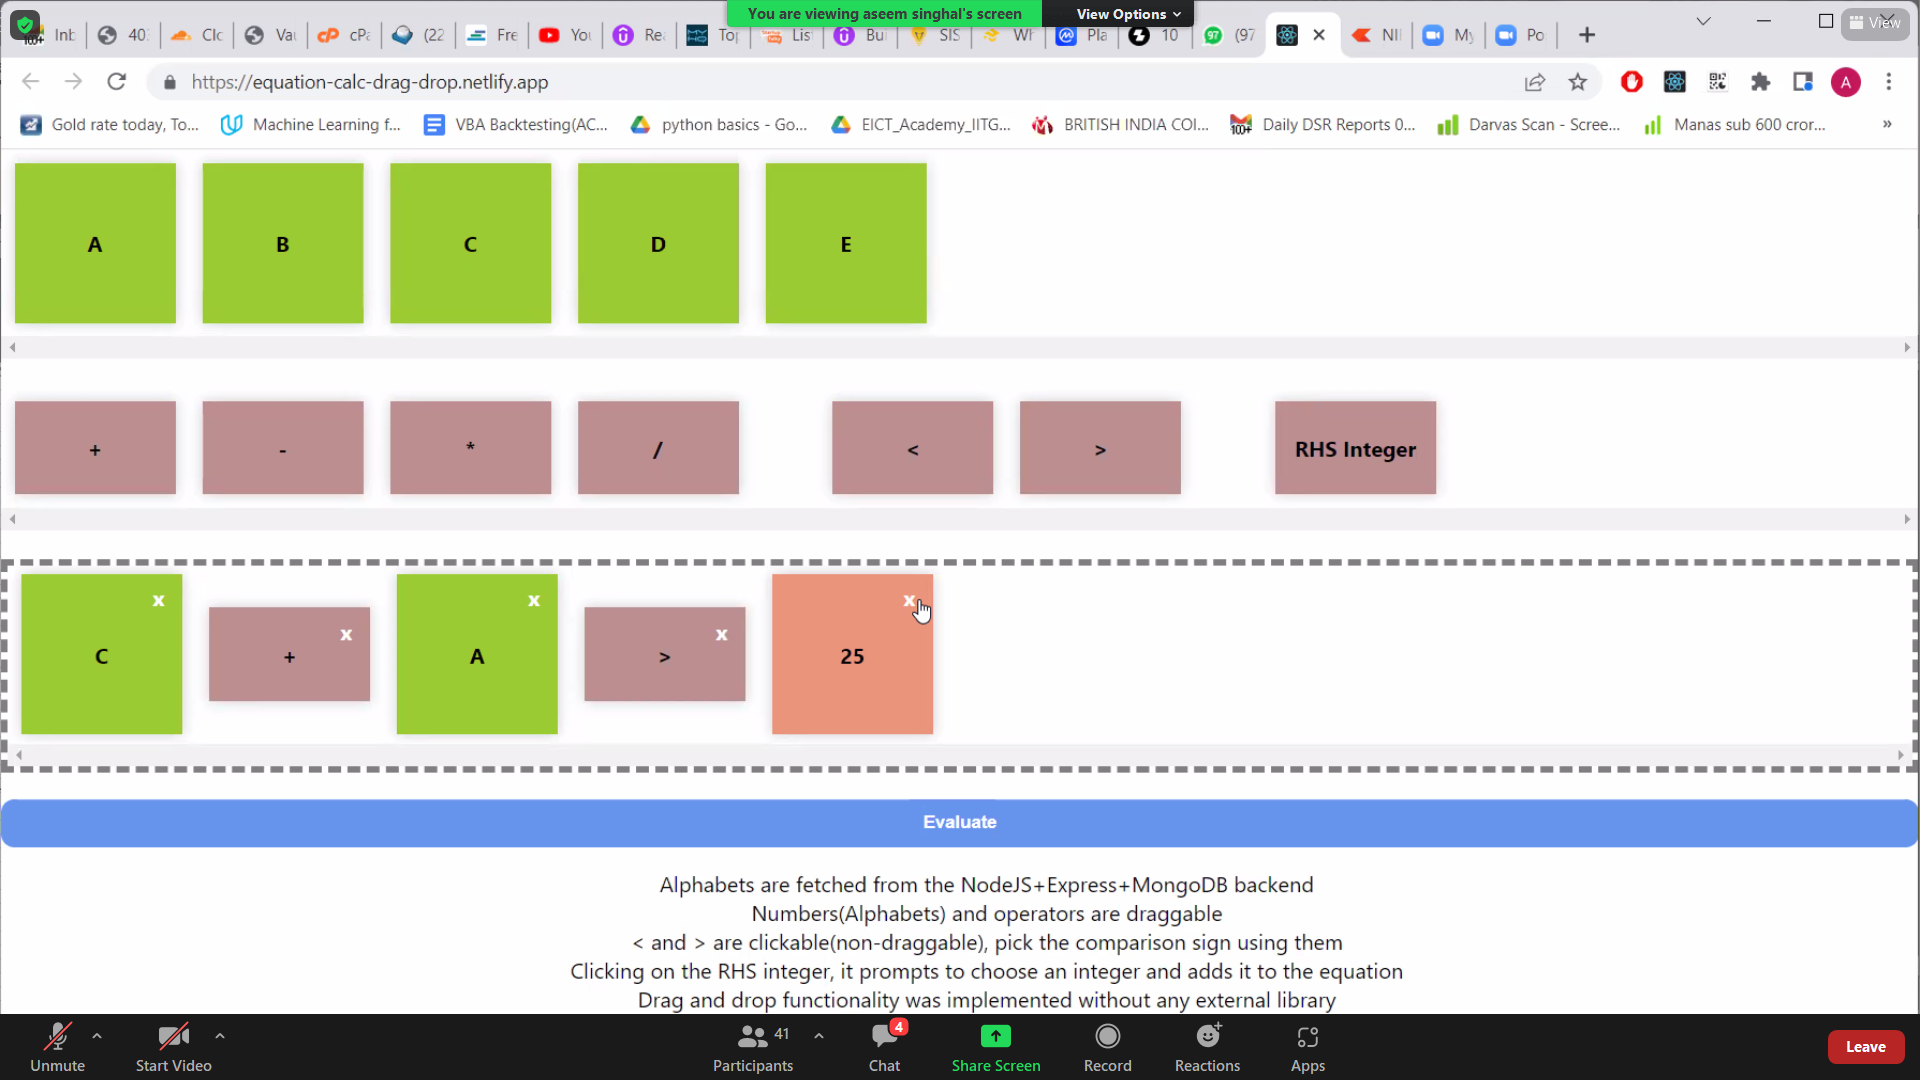 You are viewing aseem singhal's screen
View Options
View
Inb
40
Clc
Vau
cPa
(22
Fre
You
Re
Top
List
Bu
SIS
Wh
Pla
10
(97
NI
My
Po
https://equation-calc-drag-drop.netlify.app
A
Gold rate today, To...
Machine Learning f...
VBA Backtesting(AC...
python basics - Go...
EICT_Academy_IITG...
BRITISH INDIA COI...
Daily DSR Reports 0...
Darvas Scan - Scree...
Manas sub 600 cror...
»
A
B
C
D
E
+
-
*
/
<
>
RHS Integer
x
C
x
+
x
A
x
>
x
25
Evaluate
Alphabets are fetched from the NodeJS+Express+MongoDB backend
Numbers(Alphabets) and operators are draggable
< and > are clickable(non-draggable), pick the comparison sign using them
Clicking on the RHS integer, it prompts to choose an integer and adds it to the equation
Drag and drop functionality was implemented without any external library
Unmute
Start Video
41
Participants
4
Chat
Share Screen
Record
Reactions
Apps
Leave